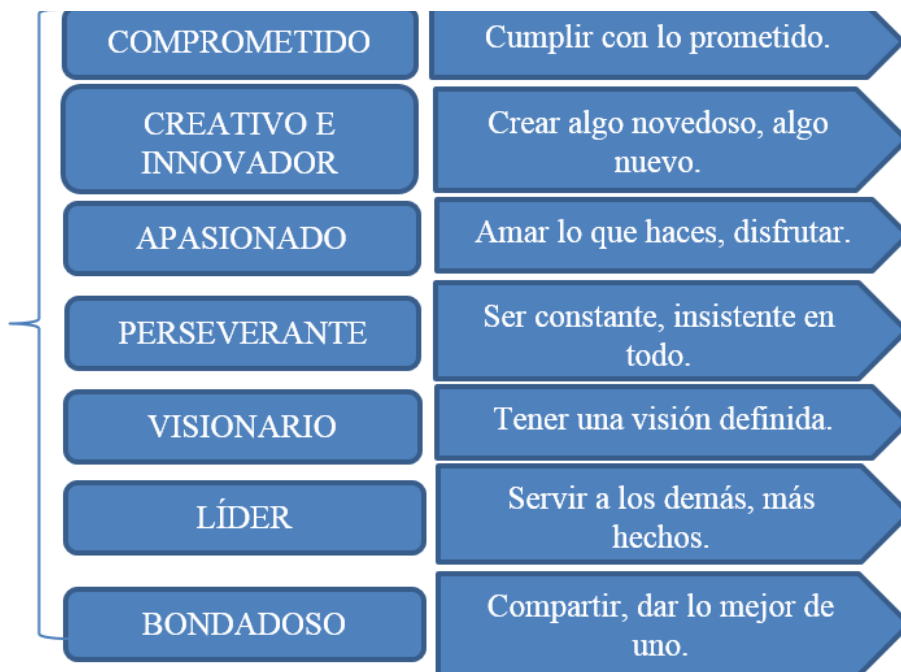 COMPROMETIDO
Cumplir con lo prometido.
CREATIVO E
INNOVADOR
Crear algo novedoso, algo
nuevo.
APASIONADO
Amar lo que haces, disfrutar.
PERSEVERANTE
Ser constante, insistente en
todo.
VISIONARIO
Tener una visión definida.
LÍDER
Servir a los demás, más
hechos.
BONDADOSO
Compartir, dar lo mejor de
uno.